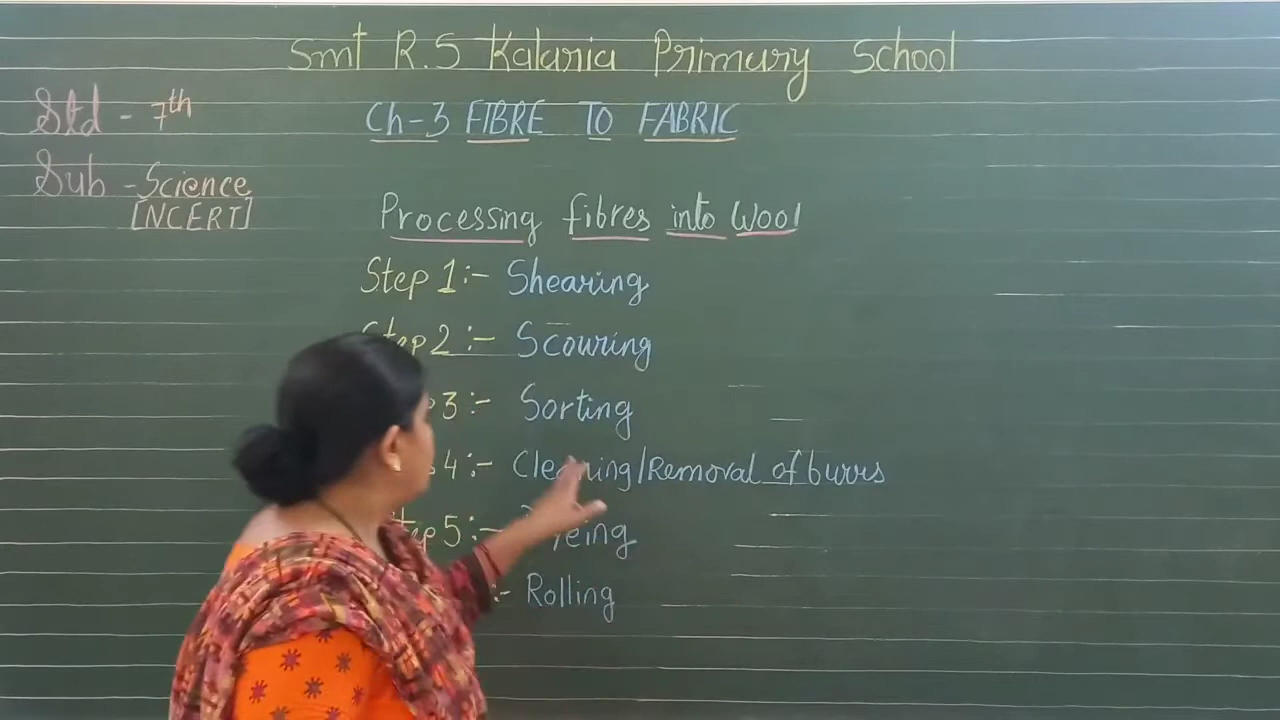 Smt R.S Kalaria Primary School
Std - 7th
Ch-3 FIBRE TO FABRIC
Sub - Science
[NCERT]
Processing fibres into Wool
Step 1:- Shearing
Step 2:- Scouring
3:- Sorting
4:- Cleaning/Removal of burrs
Step 5:- Dyeing
:- Rolling